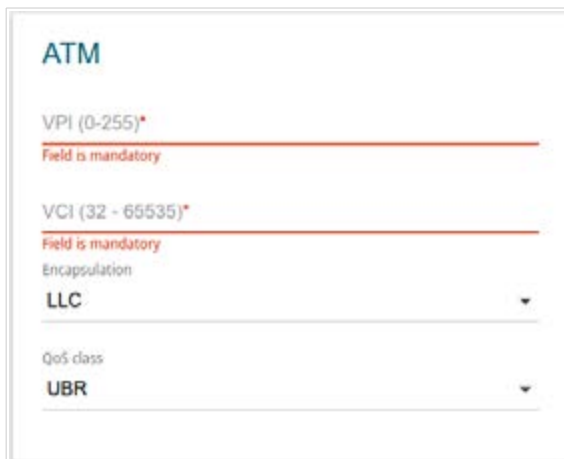 ATM
VPI (0-255)*
Field is mandatory
VCI (32 - 65535)*
Field is mandatory
Encapsulation
LLC
QoS class
UBR